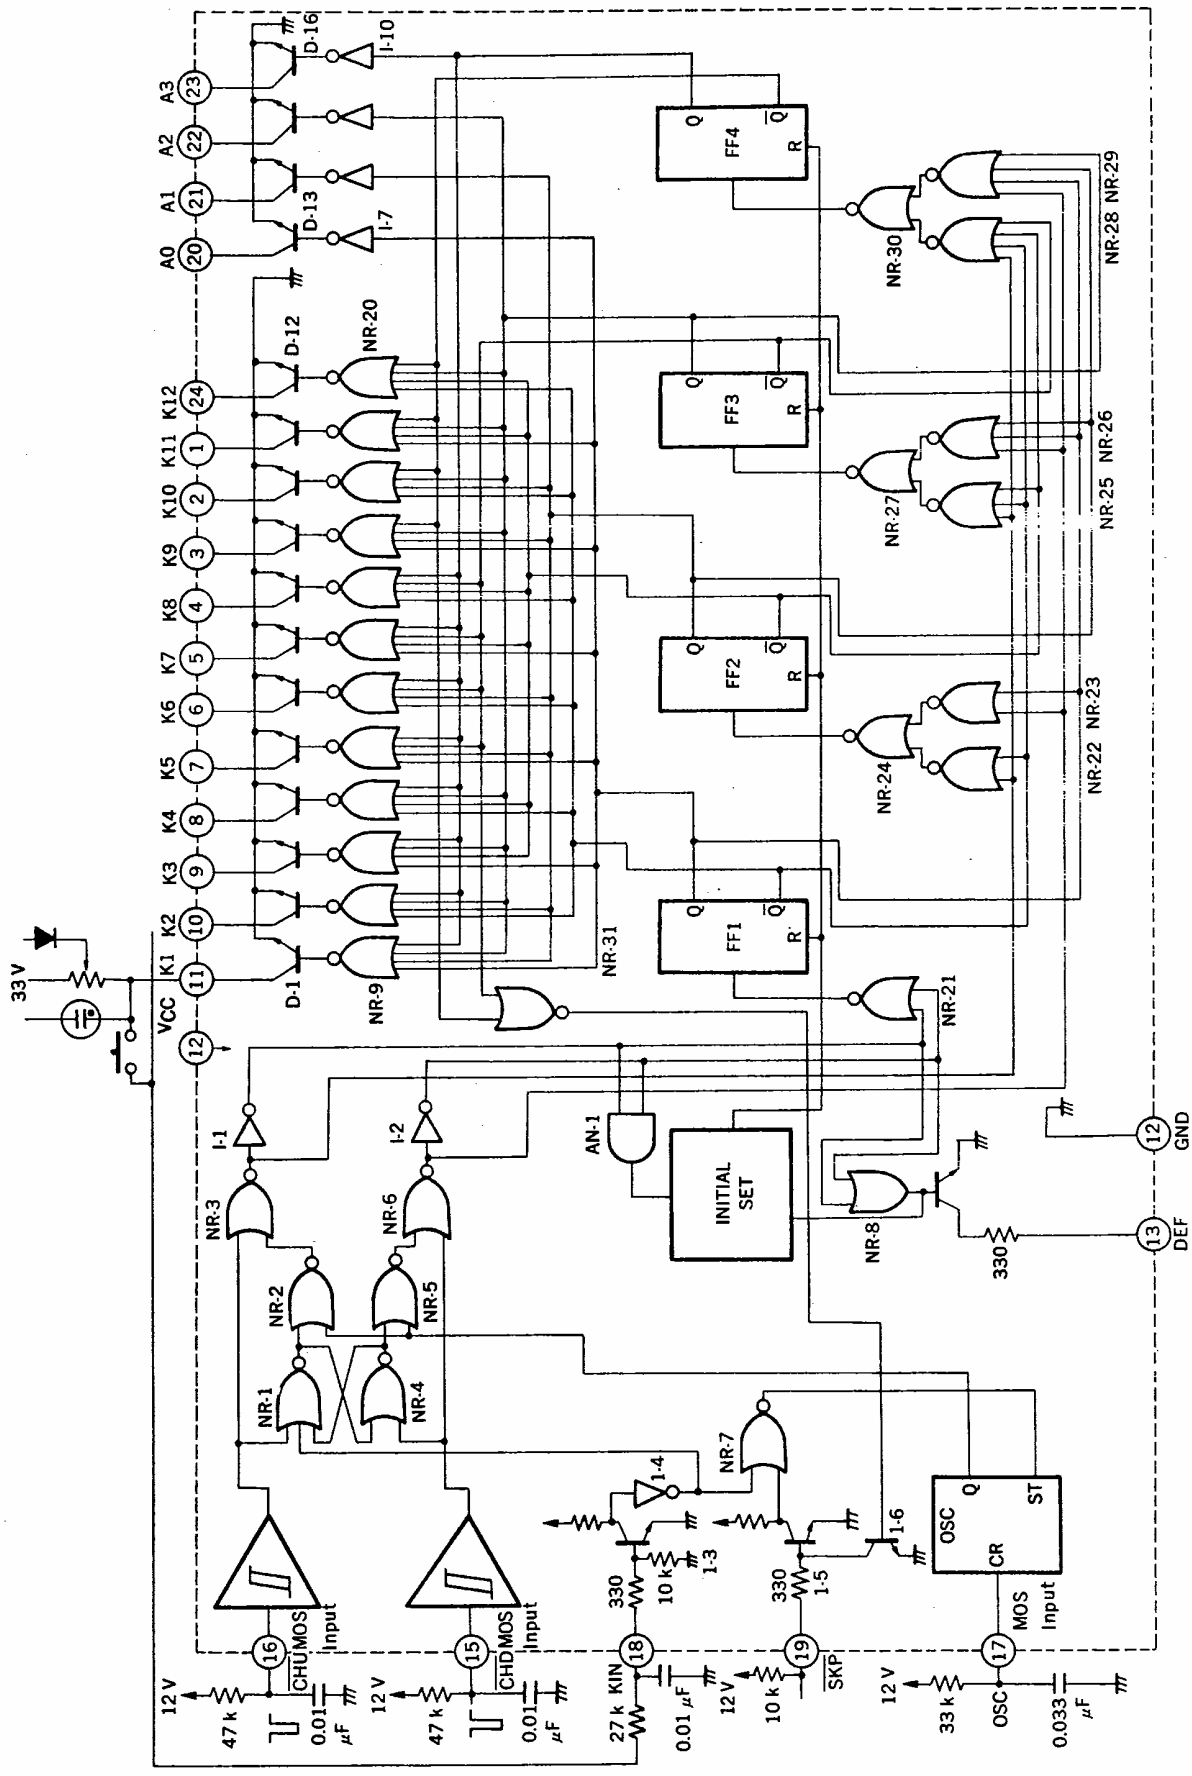 33 V
VCC
12
K1
11
K2
10
K3
9
K4
8
K5
7
K6
6
K7
5
K8
4
K9
3
K10
2
K11
1
K12
24
A0
20
A1
21
A2
22
A3
23
D-1
D-12
D-13
D-16
NR-9
NR-20
I-7
I-10
NR-31
I-1
I-2
NR-3
NR-6
NR-2
NR-5
NR-1
NR-4
AN-1
INITIAL
SET
NR-8
330
13
DEF
12
GND
NR-21
FF1
Q
Q
R
FF2
Q
Q
R
FF3
Q
Q
R
FF4
Q
Q
R
NR-24
NR-22 NR-23
NR-27
NR-25 NR-26
NR-30
NR-28 NR-29
12 V
47 k
0.01
μF
16
CHU
MOS
Input
12 V
47 k
0.01
μF
15
CHD
MOS
Input
27 k
KIN
0.01
μF
18
330
10 k
1-3
1-4
NR-7
12 V
10 k
19
SKP
330
1-5
1-6
12 V
33 k
OSC
0.033
μF
17
MOS
Input
OSC
CR
Q
ST